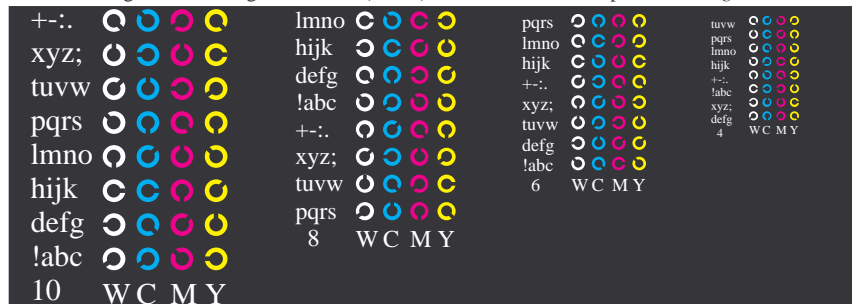 +-:.
xyz;
tuvw
pqrs
lmno
hijk
defg
!abc
10 W C M Y
lmno
hijk
defg
!abc
+-:.
xyz;
tuvw
pqrs
8 W C M Y
pqrs
lmno
hijk
+-:.
xyz;
tuvw
defg
!abc
6 W C M Y
tuvw
pqrs
lmno
hijk
+-:.
!abc
xyz;
defg
4 W C M Y